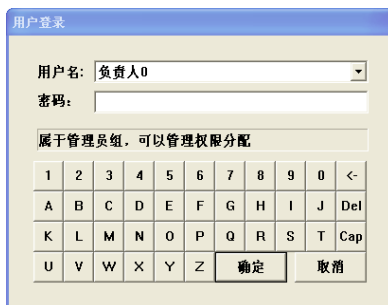 用户登录
用户名: 负责人0
密码:
属于管理员组，可以管理权限分配
1 2 3 4 5 6 7 8 9 0 <-
A B C D E F G H I J Del
K L M N O P Q R S T Cap
U V W X Y Z 确定 取消